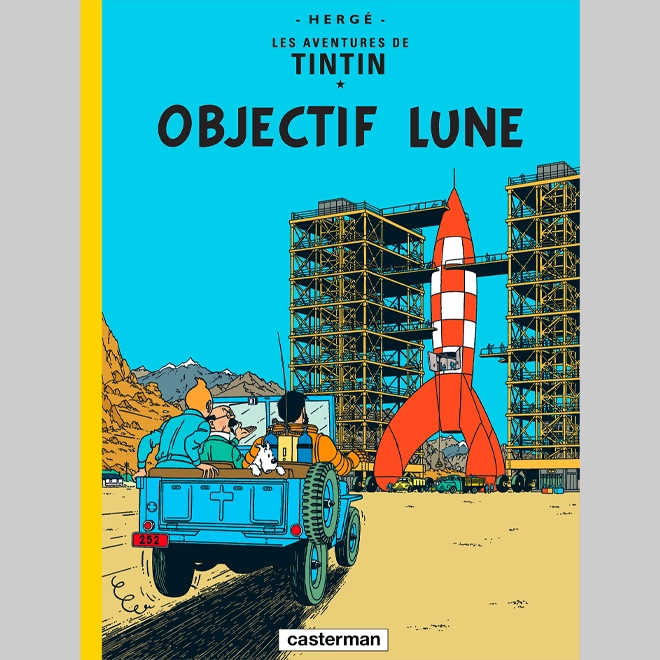 - HERGÉ -
LES AVENTURES DE
TINTIN
★
OBJECTIF LUNE
252
casterman